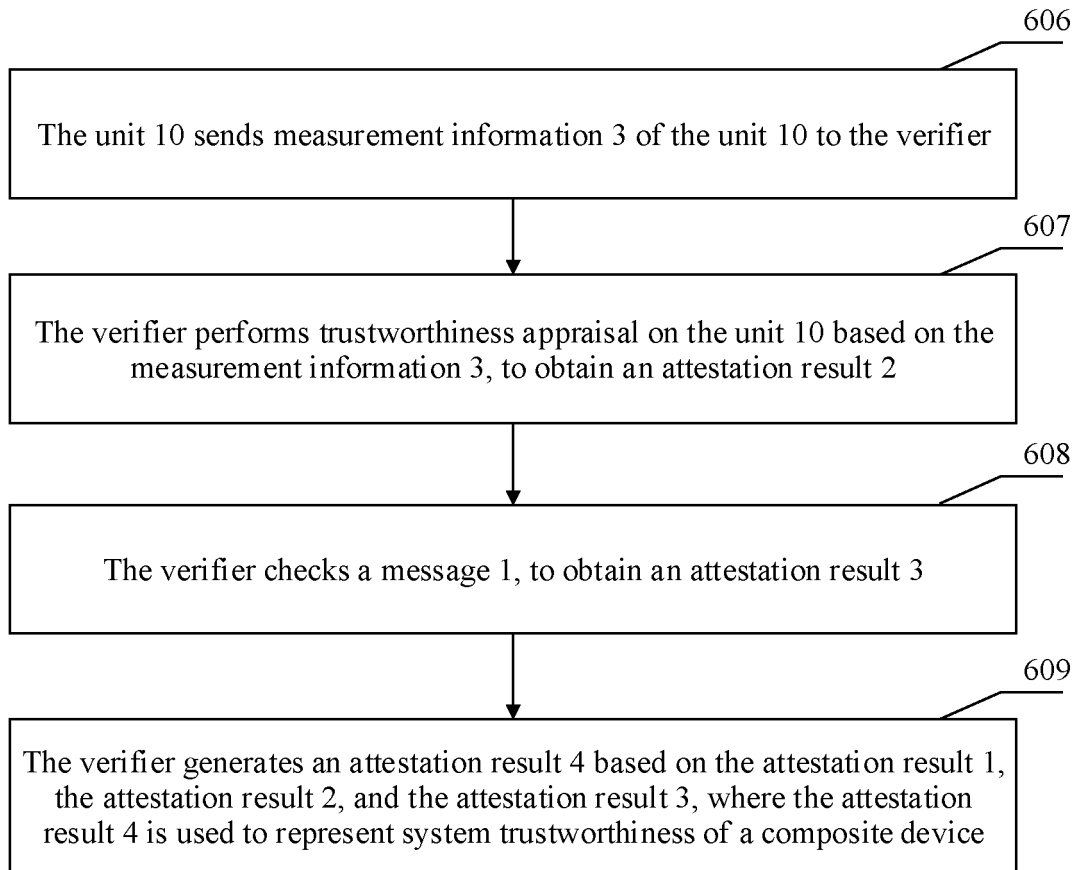 606
The unit 10 sends measurement information 3 of the unit 10 to the verifier
607
The verifier performs trustworthiness appraisal on the unit 10 based on the
measurement information 3, to obtain an attestation result 2
608
The verifier checks a message 1, to obtain an attestation result 3
609
The verifier generates an attestation result 4 based on the attestation result 1,
the attestation result 2, and the attestation result 3, where the attestation
result 4 is used to represent system trustworthiness of a composite device